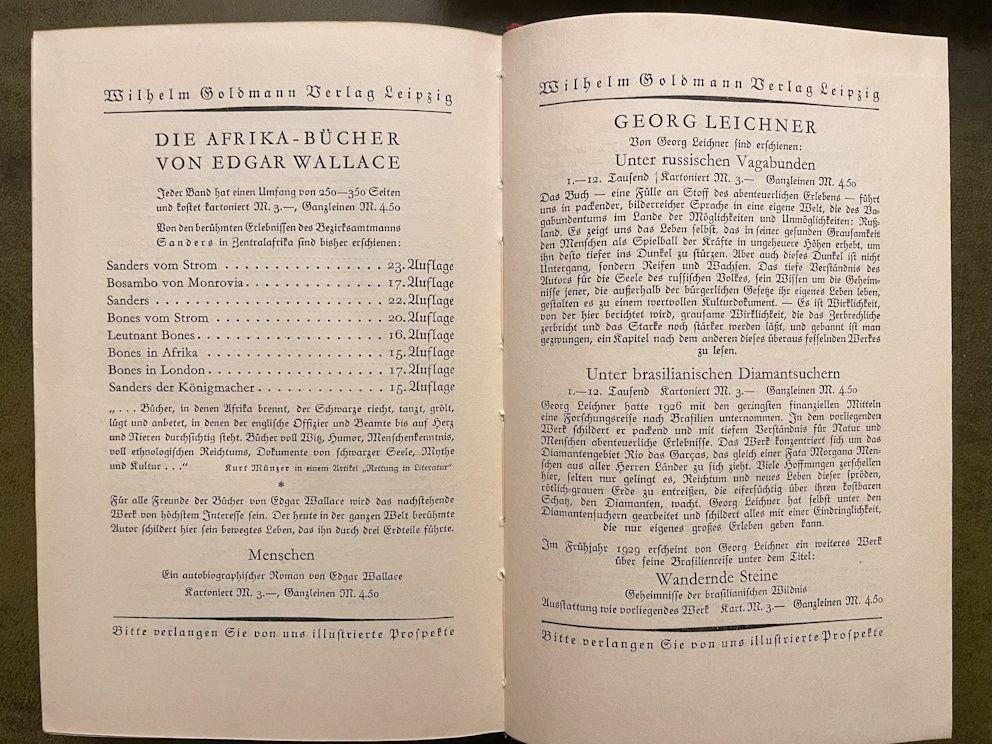 Wilhelm Goldmann Verlag Leipzig
DIE AFRIKA-BÜCHER
VON EDGAR WALLACE
Jeder Band hat einen Umfang von 250—350 Seiten
und kostet kartoniert M. 3.—, Ganzleinen M. 4.50
Von den berühmten Erlebnissen des Bezirksamtmanns
Sanders in Zentralafrika sind bisher erschienen:
Sanders vom Strom . . . . . . . . . . . . . . . . 23. Auflage
Bosambo von Monrovia . . . . . . . . . . . . . . 17. Auflage
Sanders . . . . . . . . . . . . . . . . . . . . . . . 22. Auflage
Bones vom Strom . . . . . . . . . . . . . . . . . 20. Auflage
Leutnant Bones . . . . . . . . . . . . . . . . . . . 16. Auflage
Bones in Afrika . . . . . . . . . . . . . . . . . . 15. Auflage
Bones in London . . . . . . . . . . . . . . . . . . 17. Auflage
Sanders der Königmacher . . . . . . . . . . . . . 15. Auflage
„. . . Bücher, in denen Afrika brennt, der Schwarze riecht, tanzt, grölt,
lügt und anbetet, in denen der englische Offizier und Beamte bis auf Herz
und Nieren durchsichtig steht. Bücher voll Witz, Humor, Menschenkenntnis,
voll ethnologischen Reichtums, Dokumente von schwarzer Seele, Mythe
und Kultur . . .“ Kurt Münzer in einem Artikel „Rettung in Literatur“
*
Für alle Freunde der Bücher von Edgar Wallace wird das nachstehende
Werk von höchstem Interesse sein. Der heute in der ganzen Welt berühmte
Autor schildert hier sein bewegtes Leben, das ihn durch drei Erdteile führte.
Menschen
Ein autobiographischer Roman von Edgar Wallace
Kartoniert M. 3.—, Ganzleinen M. 4.50
Bitte verlangen Sie von uns illustrierte Prospekte
Wilhelm Goldmann Verlag Leipzig
GEORG LEICHNER
Von Georg Leichner sind erschienen:
Unter russischen Vagabunden
1.—12. Tausend Kartoniert M. 3.— Ganzleinen M. 4.50
Das Buch — eine Fülle an Stoff des abenteuerlichen Erlebens — führt
uns in packender, bilderreicher Sprache in eine eigene Welt, die des Va-
gabundentums im Lande der Möglichkeiten und Unmöglichkeiten: Ruß-
land. Es zeigt uns das Leben selbst, das in seiner gesunden Grausamkeit
den Menschen als Spielball der Kräfte in ungeheure Höhen erhebt, um
ihn desto tiefer ins Dunkel zu stürzen. Aber auch dieses Dunkel ist nicht
Untergang, sondern Reifen und Wachsen. Das tiefe Verständnis des
Autors für die Seele des russischen Volkes, sein Wissen um die Geheim-
nisse jener, die außerhalb der bürgerlichen Gesetze ihr eigenes Leben leben,
gestalten es zu einem wertvollen Kulturdokument. — Es ist Wirklichkeit,
von der hier berichtet wird, grausame Wirklichkeit, die das Zerbrechliche
zerbricht und das Starke noch stärker werden läßt, und gebannt ist man
gezwungen, ein Kapitel nach dem anderen dieses überaus fesselnden Werkes
zu lesen.
Unter brasilianischen Diamantsuchern
1.—12. Tausend Kartoniert M. 3.— Ganzleinen M. 4.50
Georg Leichner hatte 1926 mit den geringsten finanziellen Mitteln
eine Forschungsreise nach Brasilien unternommen. In dem vorliegenden
Werk schildert er packend und mit tiefem Verständnis für Natur und
Menschen abenteuerliche Erlebnisse. Das Werk konzentriert sich um das
Diamantengebiet Rio das Garças, das gleich einer Fata Morgana Men-
schen aus aller Herren Länder zu sich zieht. Viele Hoffnungen zerschellen
hier, selten nur gelingt es, Reichtum und neues Leben dieser spröden,
rötlich-grauen Erde zu entreißen, die eifersüchtig über ihren kostbaren
Schatz, den Diamanten, wacht. Georg Leichner hat selbst unter den
Diamantensuchern gearbeitet und schildert alles mit einer Eindringlichkeit,
die nur eigenes großes Erleben geben kann.
Im Frühjahr 1929 erscheint von Georg Leichner ein weiteres Werk
über seine Brasilienreise unter dem Titel:
Wandernde Steine
Geheimnisse der brasilianischen Wildnis
Ausstattung wie vorliegendes Werk Kart. M. 3.— Ganzleinen M. 4.50
Bitte verlangen Sie von uns illustrierte Prospekte